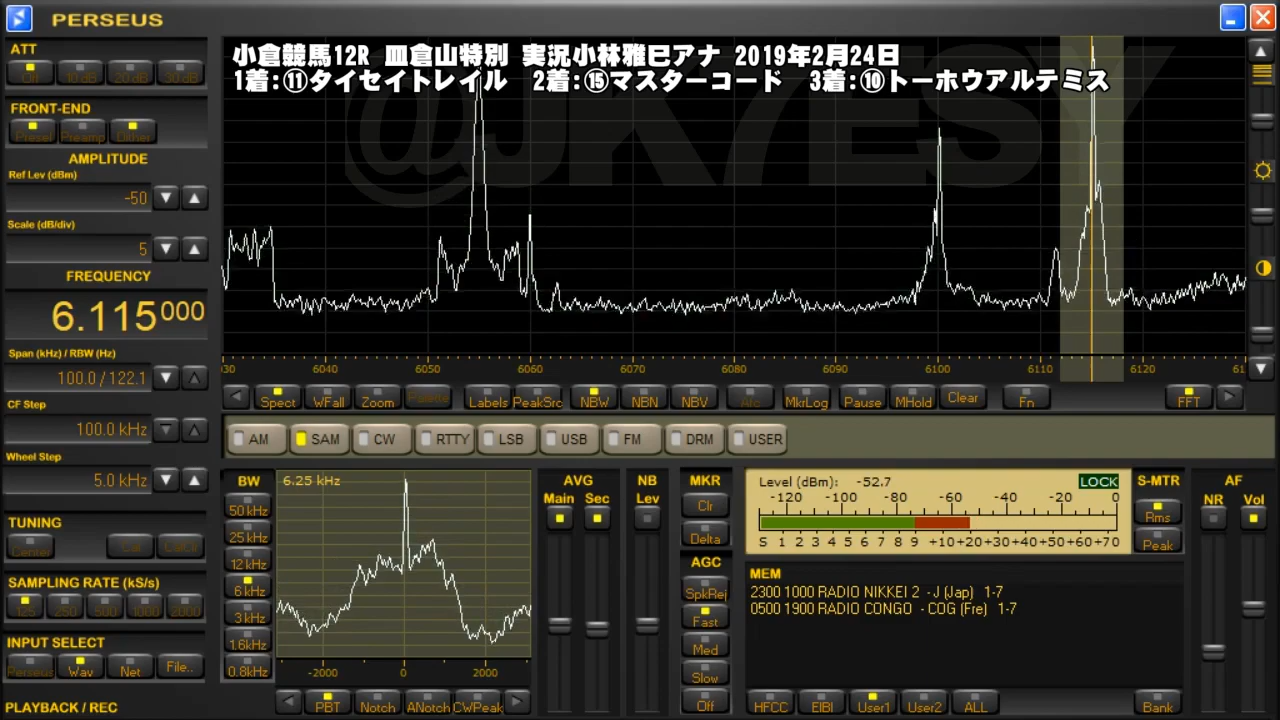 PERSEUS
小倉競馬12R 皿倉山特別 実況小林雅巳アナ 2019年2月24日
1着:⑪タイセイトレイル 2着:⑮マスターコード 3着:⑩トーホウアルテミス
@JK7ESY
ATT
Off 10 dB 20 dB 30 dB
FRONT-END
Presel Preamp Dither
AMPLITUDE
Ref Lev (dBm)
-50
Scale (dB/div)
5
FREQUENCY
6.115000
Span (kHz) / RBW (Hz)
100.0 / 122.1
CF Step
100.0 kHz
Wheel Step
5.0 kHz
TUNING
Center
SAMPLING RATE (kS/s)
125 250 500 1000 2000
INPUT SELECT
Perseus Wav Net File..
PLAYBACK / REC
6040 6050 6060 6070 6080 6090 6100 6110 6120
Spect WFall Zoom Palette Labels PeakSrc NBW NBN NBV Afc MkrLog Pause MHold Clear Fn FFT
AM SAM CW RTTY LSB USB FM DRM USER
BW
50 kHz
25 kHz
12 kHz
6 kHz
3 kHz
1.6kHz
0.8kHz
6.25 kHz
-2000 0 2000
PBT Notch ANotch CWPeak
AVG
Main Sec
NB
Lev
MKR
Clr
Delta
AGC
SpkRej
Fast
Med
Slow
Off
Level (dBm): -52.7 LOCK
-120 -100 -80 -60 -40 -20 0
S 1 2 3 4 5 6 7 8 9 +10 +20 +30 +40 +50 +60 +70
S-MTR
Rms
Peak
AF
NR Vol
MEM
2300 1000 RADIO NIKKEI 2 - J (Jap) 1-7
0500 1900 RADIO CONGO - COG (Fre) 1-7
HFCC EIBI User1 User2 ALL Bank